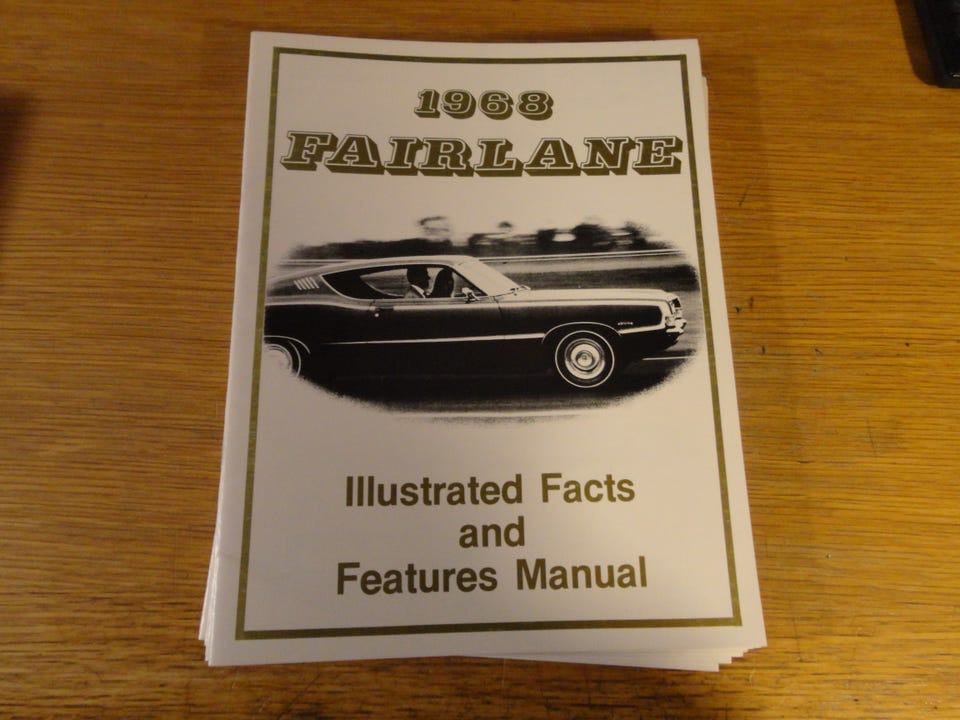 1968
FAIRLANE
Illustrated Facts
and
Features Manual